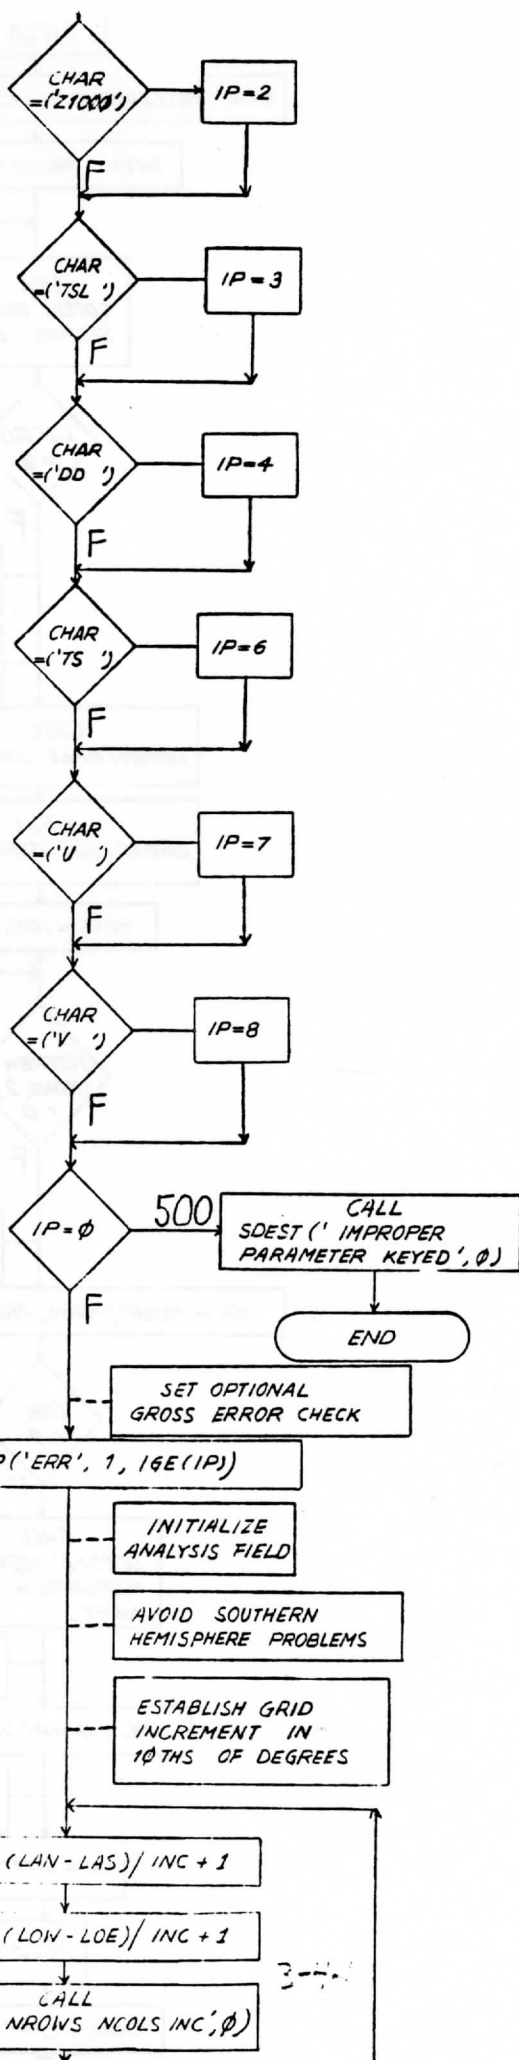 CHAR
=('Z1000')
IP=2
F
CHAR
=('TSL ')
IP=3
F
CHAR
=('DD ')
IP=4
F
CHAR
=('TS ')
IP=6
F
CHAR
=('U ')
IP=7
F
CHAR
=('V ')
IP=8
F
IP=Ø
500
CALL
SDEST(' IMPROPER
PARAMETER KEYED',Ø)
F
END
SET OPTIONAL
GROSS ERROR CHECK
P('ERR', 1, IGE(IP))
INITIALIZE
ANALYSIS FIELD
AVOID SOUTHERN
HEMISPHERE PROBLEMS
ESTABLISH GRID
INCREMENT IN
1ØTHS OF DEGREES
(LAN-LAS)/INC+1
(LOW-LOE)/INC+1
CALL
NROWS NCOLS INC',Ø)